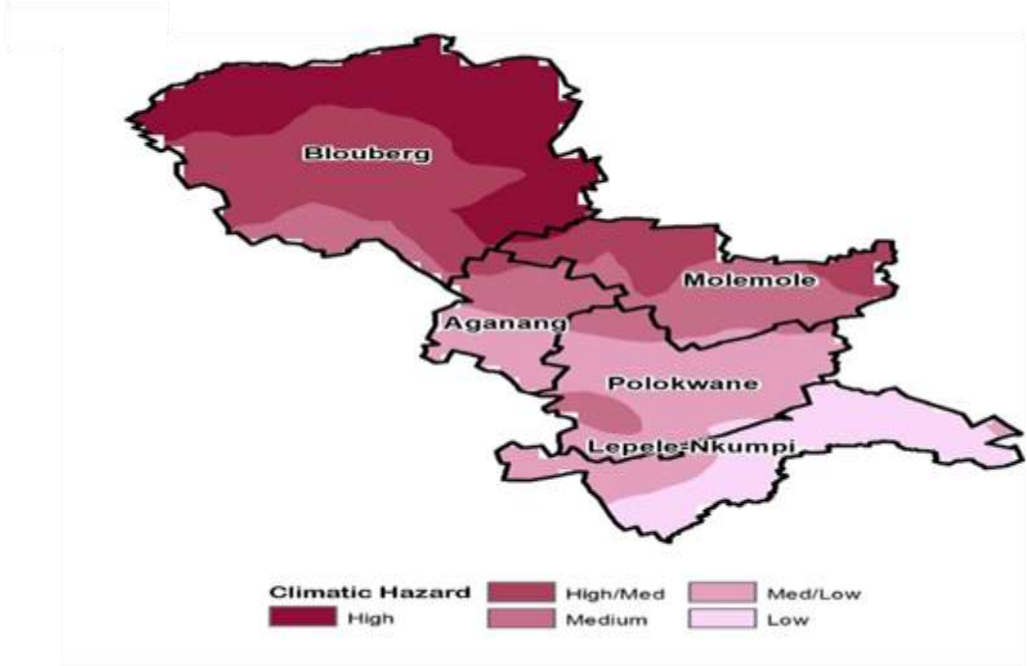 Blouberg
Molemole
Aganang
Polokwane
Lepele-Nkumpi
Climatic Hazard
High
High/Med
Medium
Med/Low
Low